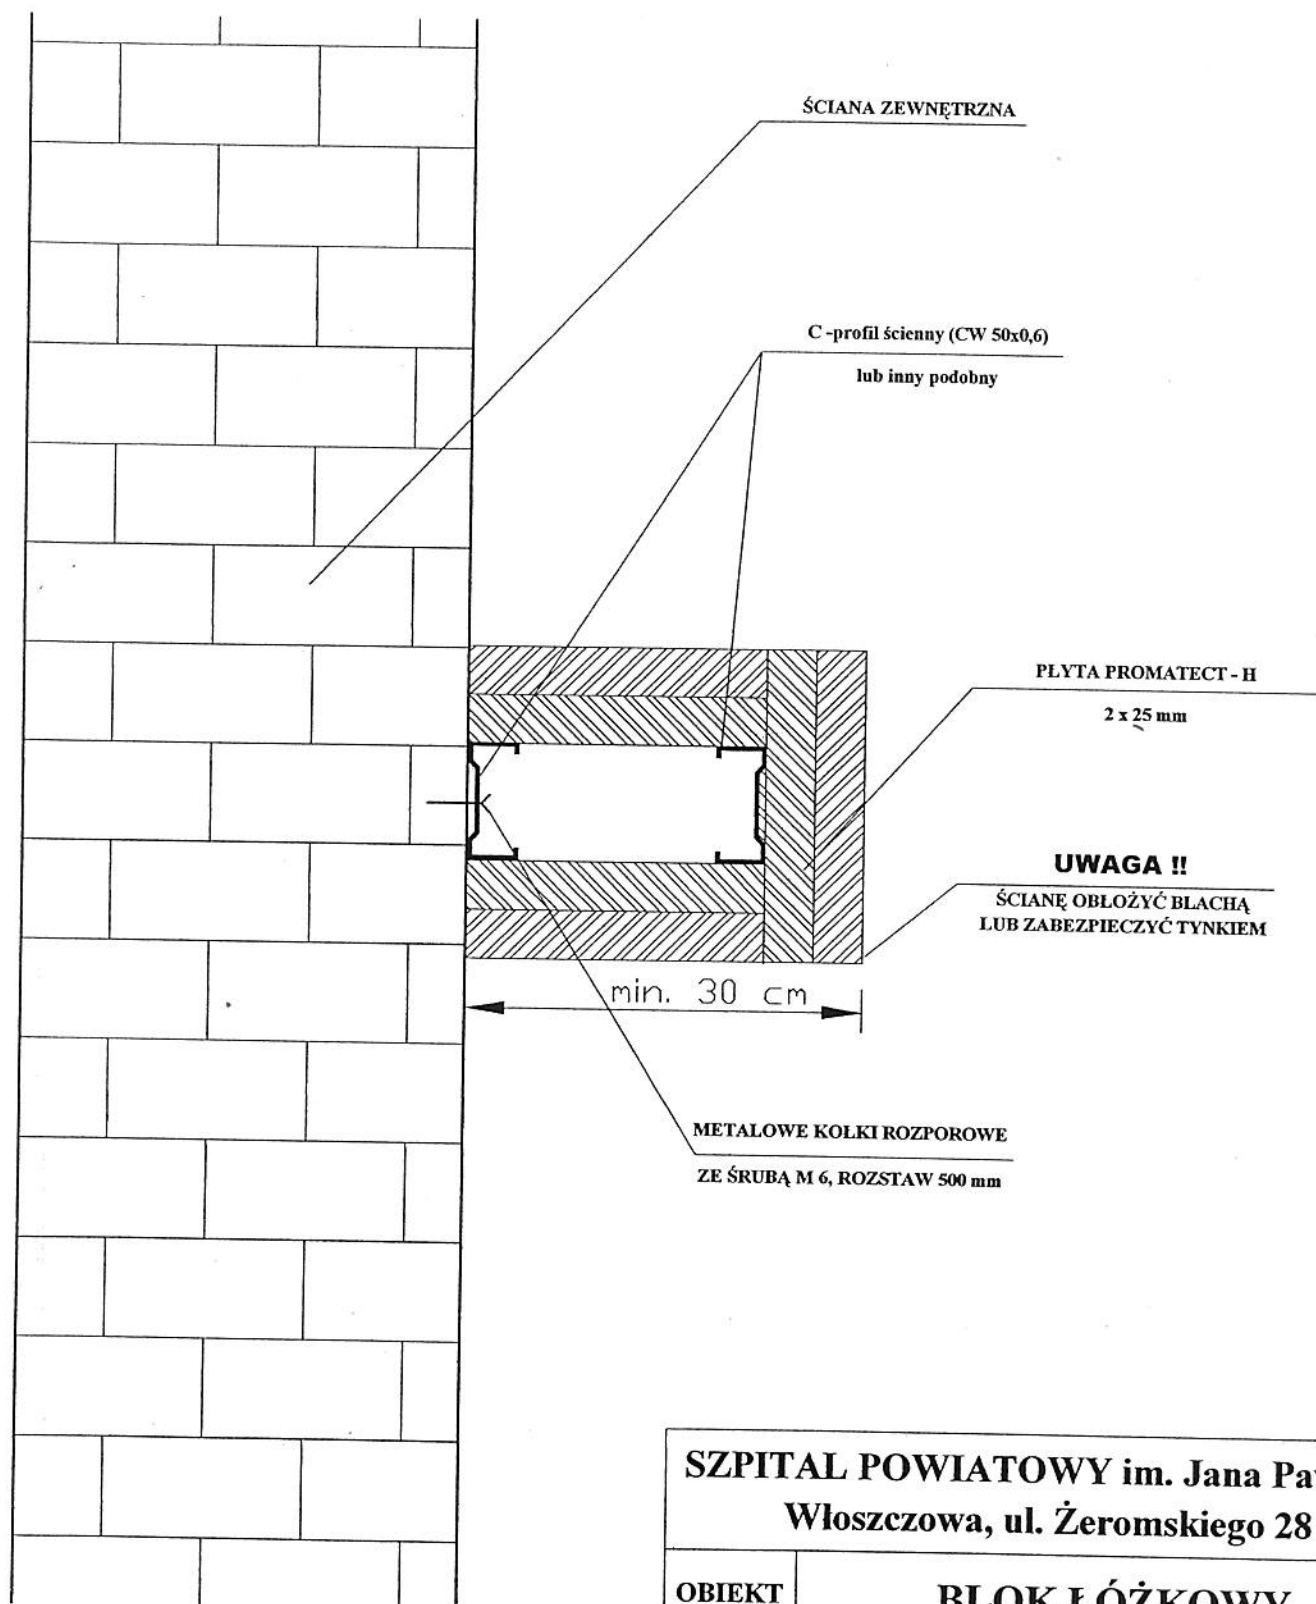 ŚCIANA ZEWNĘTRZNA
C -profil ścienny (CW 50x0,6)
lub inny podobny
PŁYTA PROMATECT - H
2 x 25 mm
UWAGA !!
ŚCIANĘ OBŁOŻYĆ BLACHĄ
LUB ZABEZPIECZYĆ TYNKIEM
min. 30 cm
METALOWE KOLKI ROZPOROWE
ZE ŚRUBĄ M 6, ROZSTAW 500 mm
SZPITAL POWIATOWY im. Jana
Włoszczowa, ul. Żeromskiego 28
OBIEKT
BLOK ŁÓŻKOWY